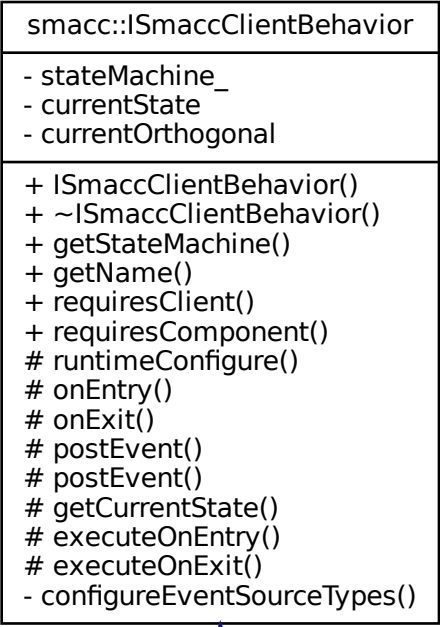 smacc::ISmaccClientBehavior
- stateMachine_
- currentState
- currentOrthogonal
+ ISmaccClientBehavior()
+ ~ISmaccClientBehavior()
+ getStateMachine()
+ getName()
+ requiresClient()
+ requiresComponent()
# runtimeConfigure()
# onEntry()
# onExit()
# postEvent()
# postEvent()
# getCurrentState()
# executeOnEntry()
# executeOnExit()
- configureEventSourceTypes()